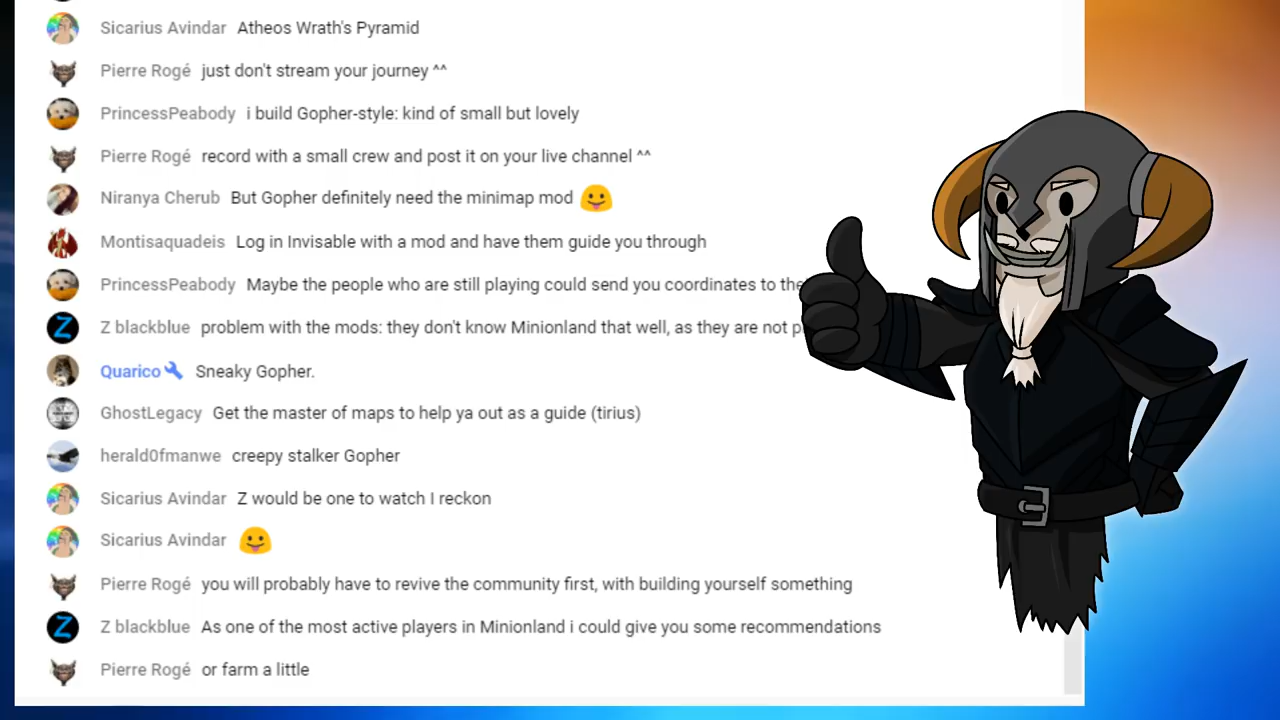 Sicarius Avindar Atheos Wrath's Pyramid
Pierre Rogé just don't stream your journey ^^
PrincessPeabody i build Gopher-style: kind of small but lovely
Pierre Rogé record with a small crew and post it on your live channel ^^
Niranya Cherub But Gopher definitely need the minimap mod
Montisaquadeis Log in Invisable with a mod and have them guide you through
PrincessPeabody Maybe the people who are still playing could send you coordinates to the
Z blackblue problem with the mods: they don't know Minionland that well, as they are not
Quarico Sneaky Gopher.
GhostLegacy Get the master of maps to help ya out as a guide (tirius)
herald0fmanwe creepy stalker Gopher
Sicarius Avindar Z would be one to watch I reckon
Sicarius Avindar
Pierre Rogé you will probably have to revive the community first, with building yourself something
Z blackblue As one of the most active players in Minionland i could give you some recommendations
Pierre Rogé or farm a little